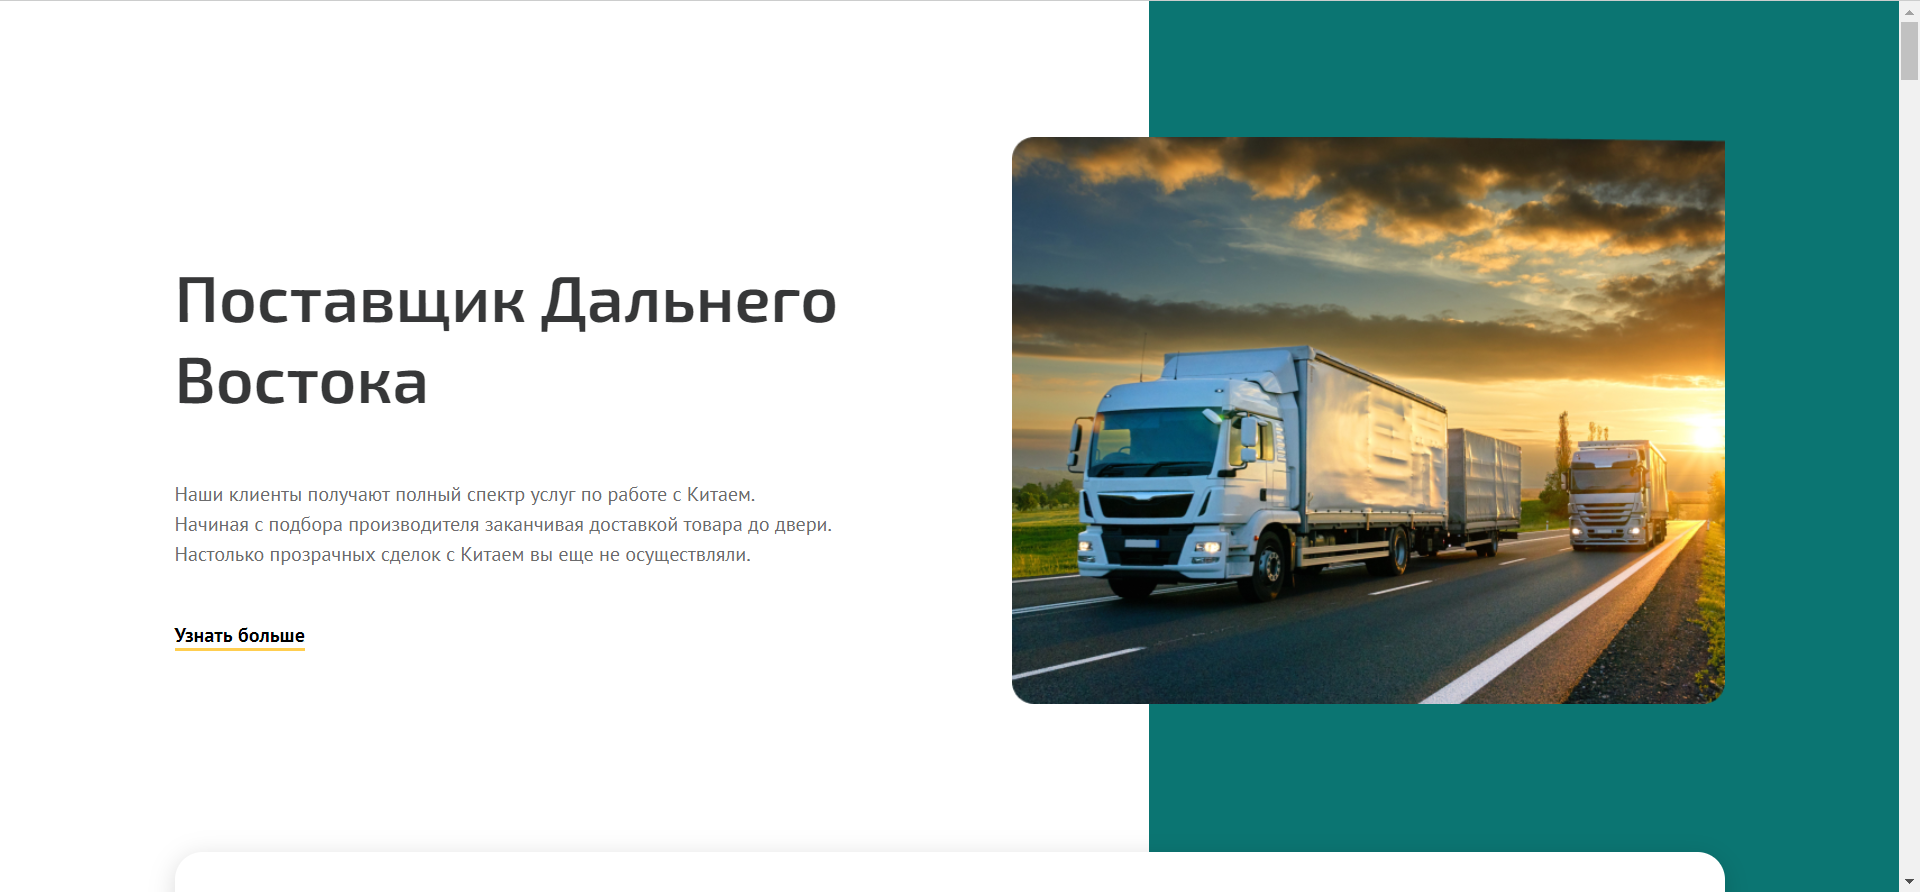 Поставщик Дальнего
Востока
Наши клиенты получают полный спектр услуг по работе с Китаем.
Начиная с подбора производителя заканчивая доставкой товара до двери.
Настолько прозрачных сделок с Китаем вы еще не осуществляли.
Узнать больше